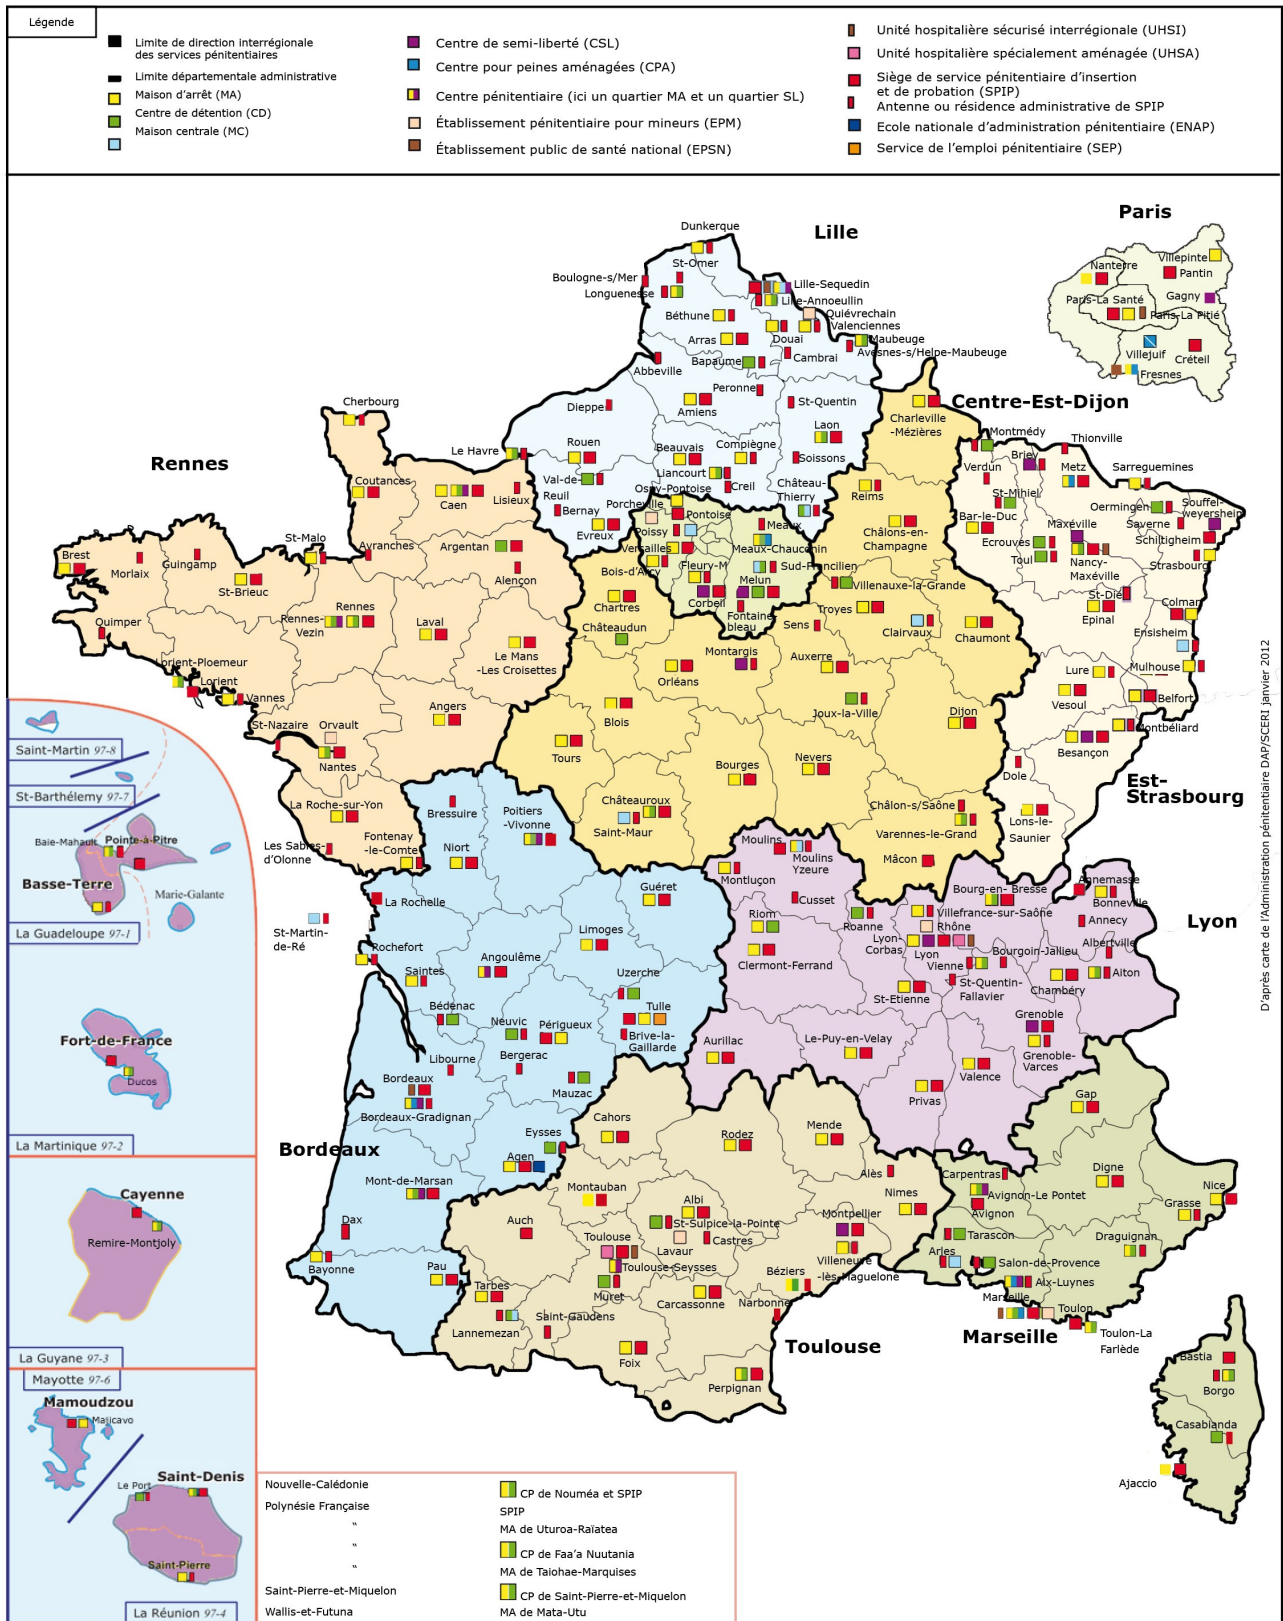 Légende
Limite de direction interrégionale
des services pénitentiaires
Limite départementale administrative
Maison d'arrêt (MA)
Centre de détention (CD)
Maison centrale (MC)
Centre de semi-liberté (CSL)
Centre pour peines aménagées (CPA)
Centre pénitentiaire (ici un quartier MA et un quartier SL)
Établissement pénitentiaire pour mineurs (EPM)
Établissement public de santé national (EPSN)
Unité hospitalière sécurisé interrégionale (UHSI)
Unité hospitalière spécialement aménagée (UHSA)
Siège de service pénitentiaire d'insertion
et de probation (SPIP)
Antenne ou résidence administrative de SPIP
Ecole nationale d'administration pénitentiaire (ENAP)
Service de l'emploi pénitentiaire (SEP)
Paris
Nanterre
Villepinte
Pantin
Paris-La Santé
Gagny
Paris-La Pitié
Villejuif
Créteil
Fresnes
Lille
Dunkerque
St-Omer
Boulogne-s/Mer
Longuenesse
Lille-Sequedin
Lille-Annoeullin
Quiévrechain
Béthune
Valenciennes
Douai
Maubeuge
Arras
Cambrai
Avesnes-s/Helpe-Maubeuge
Bapaume
Abbeville
Peronne
Dieppe
Amiens
St-Quentin
Rouen
Beauvais
Compiègne
Laon
Le Havre
Liancourt
Soissons
Val-de-
Reuil
Creil
Château-
Thierry
Bernay
Evreux
Osny-Pontoise
Centre-Est-Dijon
Charleville
-Mézières
Reims
Châlons-en-
Champagne
Porcheville
Pontoise
Poissy
Meaux
Versailles
Meaux-Chauconin
Bois-d'Arcy
Fleury-M
Sud-Francilien
Melun
Corbeil
Fontaine
bleau
Villenauxe-la-Grande
Chartres
Châteaudun
Troyes
Clairvaux
Chaumont
Sens
Montargis
Auxerre
Orléans
Joux-la-Ville
Blois
Dijon
Tours
Bourges
Nevers
Châteauroux
Saint-Maur
Châlon-s/Saône
Varennes-le-Grand
Mâcon
Rennes
Cherbourg
Coutances
Caen
Lisieux
Argentan
Avranches
Alençon
St-Malo
Brest
Morlaix
Guingamp
St-Brieuc
Rennes
Rennes-
Vezin
Laval
Le Mans
-Les Croisettes
Quimper
Lorient-Ploemeur
Lorient
Vannes
Angers
St-Nazaire
Orvault
Nantes
La Roche-sur-Yon
Les Sables-
d'Olonne
Fontenay
-le-Comte
Est-
Strasbourg
Montmédy
Verdun
Briey
Thionville
Metz
Sarreguemines
St-Mihiel
Oermingen
Souffel-
weyersheim
Bar-le-Duc
Maxéville
Saverne
Schiltigheim
Ecrouvès
Toul
Nancy-
Maxéville
Strasbourg
St-Dié
Epinal
Colmar
Ensisheim
Lure
Mulhouse
Vesoul
Belfort
Montbéliard
Besançon
Dole
Lons-le-
Saunier
Bordeaux
Bressuire
Poitiers
-Vivonne
Niort
La Rochelle
St-Martin-
de-Ré
Rochefort
Guéret
Limoges
Saintes
Angoulême
Uzerche
Bédenac
Tulle
Neuvic
Périgueux
Brive-la-
Gaillarde
Libourne
Bergerac
Bordeaux
Bordeaux-Gradignan
Mauzac
Eysses
Agen
Mont-de-Marsan
Dax
Bayonne
Pau
Lyon
Moulins
Moulins
Yzeure
Montluçon
Cusset
Bourg-en- Bresse
Annemasse
Bonneville
Riom
Roanne
Villefrance-sur-Saône
Rhône
Annecy
Lyon-
Corbas
Lyon
Albertville
Clermont-Ferrand
Bourgoin-Jallieu
Vienne
Aiton
St-Etienne
St-Quentin-
Fallavier
Chambéry
Grenoble
Le-Puy-en-Velay
Aurillac
Grenoble-
Varces
Valence
Privas
Toulouse
Cahors
Rodez
Mende
Alès
Montauban
Albi
Nimes
Auch
St-Sulpice-la-Pointe
Montpellier
Toulouse
Lavaur
Castres
Toulouse-Seysses
Villeneuve
-lès-Maguelone
Béziers
Tarbes
Muret
Carcassonne
Narbonne
Lannemezan
Saint-Gaudens
Foix
Perpignan
Marseille
Gap
Carpentras
Digne
Avignon-Le Pontet
Avignon
Nice
Grasse
Tarascon
Draguignan
Arles
Salon-de-Provence
Aix-Luynes
Marseille
Toulon
Toulon-La
Farlède
Bastia
Borgo
Casabianda
Ajaccio
D'après carte de l'Administration pénitentiaire DAP/SCERI janvier 2012
Saint-Martin 97-8
St-Barthélemy 97-7
Baie-Mahault
Pointe-à-Pitre
Basse-Terre
Marie-Galante
La Guadeloupe 97-1
Fort-de-France
Ducos
La Martinique 97-2
Cayenne
Remire-Montjoly
La Guyane 97-3
Mayotte 97-6
Mamoudzou
Majicavo
Le Port
Saint-Denis
Saint-Pierre
La Réunion 97-4
Nouvelle-Calédonie
CP de Nouméa et SPIP
Polynésie Française
SPIP
"
MA de Uturoa-Raïatea
"
CP de Faa'a Nuutania
"
MA de Taiohae-Marquises
Saint-Pierre-et-Miquelon
CP de Saint-Pierre-et-Miquelon
Wallis-et-Futuna
MA de Mata-Utu